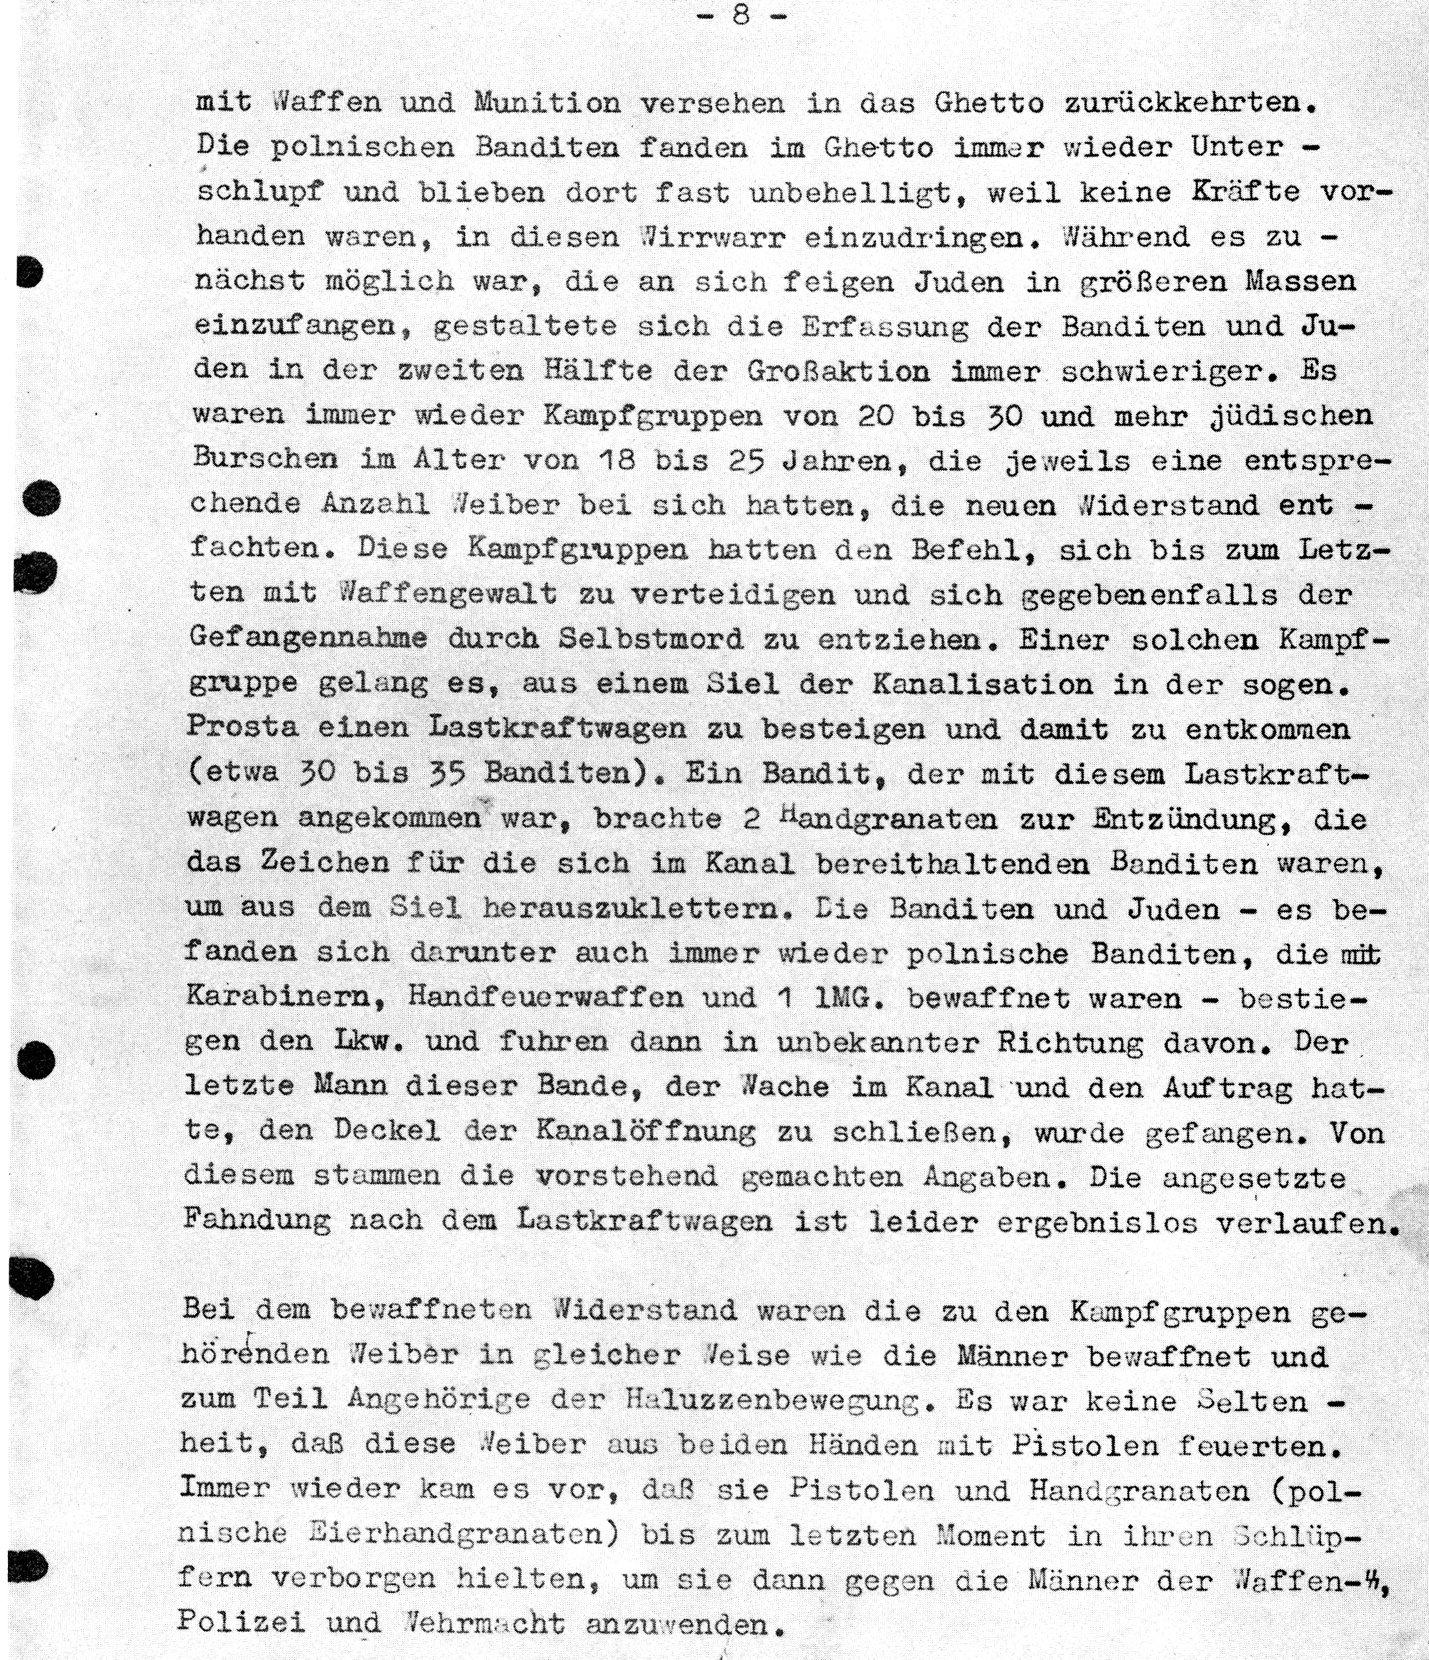 - 8 -
mit Waffen und Munition versehen in das Ghetto zurückkehrten.
Die polnischen Banditen fanden im Ghetto immer wieder Unter -
schlupf und blieben dort fast unbehelligt, weil keine Kräfte vor-
handen waren, in diesen Wirrwarr einzudringen. Während es zu -
nächst möglich war, die an sich feigen Juden in größeren Massen
einzufangen, gestaltete sich die Erfassung der Banditen und Ju-
den in der zweiten Hälfte der Großaktion immer schwieriger. Es
waren immer wieder Kampfgruppen von 20 bis 30 und mehr jüdischen
Burschen im Alter von 18 bis 25 Jahren, die jeweils eine entspre-
chende Anzahl Weiber bei sich hatten, die neuen Widerstand ent -
fachten. Diese Kampfgruppen hatten den Befehl, sich bis zum Letz-
ten mit Waffengewalt zu verteidigen und sich gegebenenfalls der
Gefangennahme durch Selbstmord zu entziehen. Einer solchen Kampf-
gruppe gelang es, aus einem Siel der Kanalisation in der sogen.
Prosta einen Lastkraftwagen zu besteigen und damit zu entkommen
(etwa 30 bis 35 Banditen). Ein Bandit, der mit diesem Lastkraft-
wagen angekommen war, brachte 2 Handgranaten zur Entzündung, die
das Zeichen für die sich im Kanal bereithaltenden Banditen waren,
um aus dem Siel herauszuklettern. Die Banditen und Juden - es be-
fanden sich darunter auch immer wieder polnische Banditen, die mit
Karabinern, Handfeuerwaffen und 1 lMG. bewaffnet waren - bestie-
gen den Lkw. und fuhren dann in unbekannter Richtung davon. Der
letzte Mann dieser Bande, der Wache im Kanal und den Auftrag hat-
te, den Deckel der Kanalöffnung zu schließen, wurde gefangen. Von
diesem stammen die vorstehend gemachten Angaben. Die angesetzte
Fahndung nach dem Lastkraftwagen ist leider ergebnislos verlaufen.
Bei dem bewaffneten Widerstand waren die zu den Kampfgruppen ge-
hörenden Weiber in gleicher Weise wie die Männer bewaffnet und
zum Teil Angehörige der Haluzzenbewegung. Es war keine Selten -
heit, daß diese Weiber aus beiden Händen mit Pistolen feuerten.
Immer wieder kam es vor, daß sie Pistolen und Handgranaten (pol-
nische Eierhandgranaten) bis zum letzten Moment in ihren Schlüp-
fern verborgen hielten, um sie dann gegen die Männer der Waffen-ᛋᛋ,
Polizei und Wehrmacht anzuwenden.